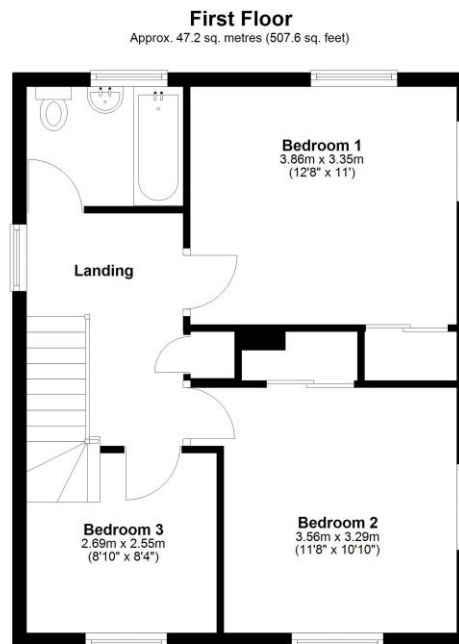 First Floor
Approx. 47.2 sq. metres (507.6 sq. feet)
Bedroom 1
3.86m x 3.35m
(12'8" x 11')
Landing
Bedroom 3
2.69m x 2.55m
(8'10" x 8'4")
Bedroom 2
3.56m x 3.29m
(11'8" x 10'10")